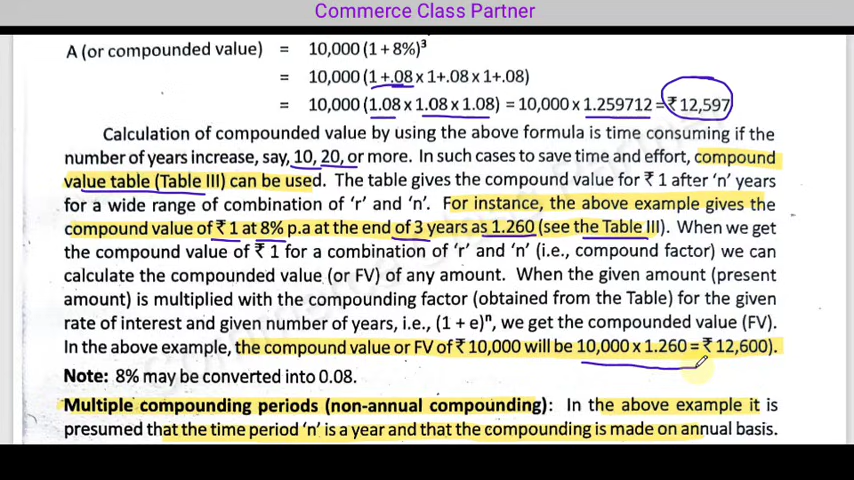 Commerce Class Partner
A (or compounded value) = 10,000 (1 + 8%)³
= 10,000 (1 +.08 x 1+.08 x 1+.08)
= 10,000 (1.08 x 1.08 x 1.08) = 10,000 x 1.259712 = ₹ 12,597
Calculation of compounded value by using the above formula is time consuming if the
number of years increase, say, 10, 20, or more. In such cases to save time and effort, compound
value table (Table III) can be used. The table gives the compound value for ₹ 1 after 'n' years
for a wide range of combination of 'r' and 'n'. For instance, the above example gives the
compound value of ₹ 1 at 8% p.a at the end of 3 years as 1.260 (see the Table III). When we get
the compound value of ₹ 1 for a combination of 'r' and 'n' (i.e., compound factor) we can
calculate the compounded value (or FV) of any amount. When the given amount (present
amount) is multiplied with the compounding factor (obtained from the Table) for the given
rate of interest and given number of years, i.e., (1 + e)ⁿ, we get the compounded value (FV).
In the above example, the compound value or FV of ₹ 10,000 will be 10,000 x 1.260 = ₹ 12,600).
Note: 8% may be converted into 0.08.
Multiple compounding periods (non-annual compounding): In the above example it is
presumed that the time period 'n' is a year and that the compounding is made on annual basis.